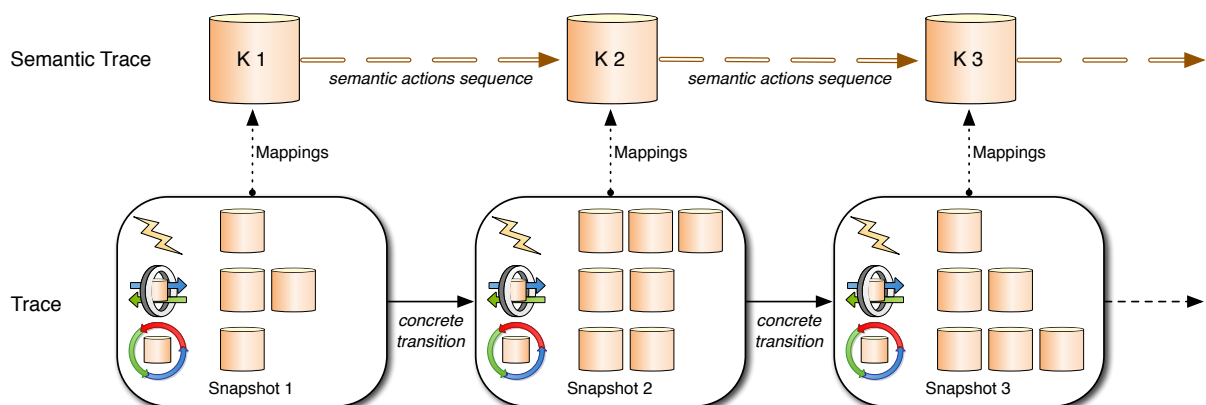 Semantic Trace
K 1
semantic actions sequence
K 2
semantic actions sequence
K 3
Mappings
Mappings
Mappings
Trace
concrete
transition
concrete
transition
Snapshot 1
Snapshot 2
Snapshot 3